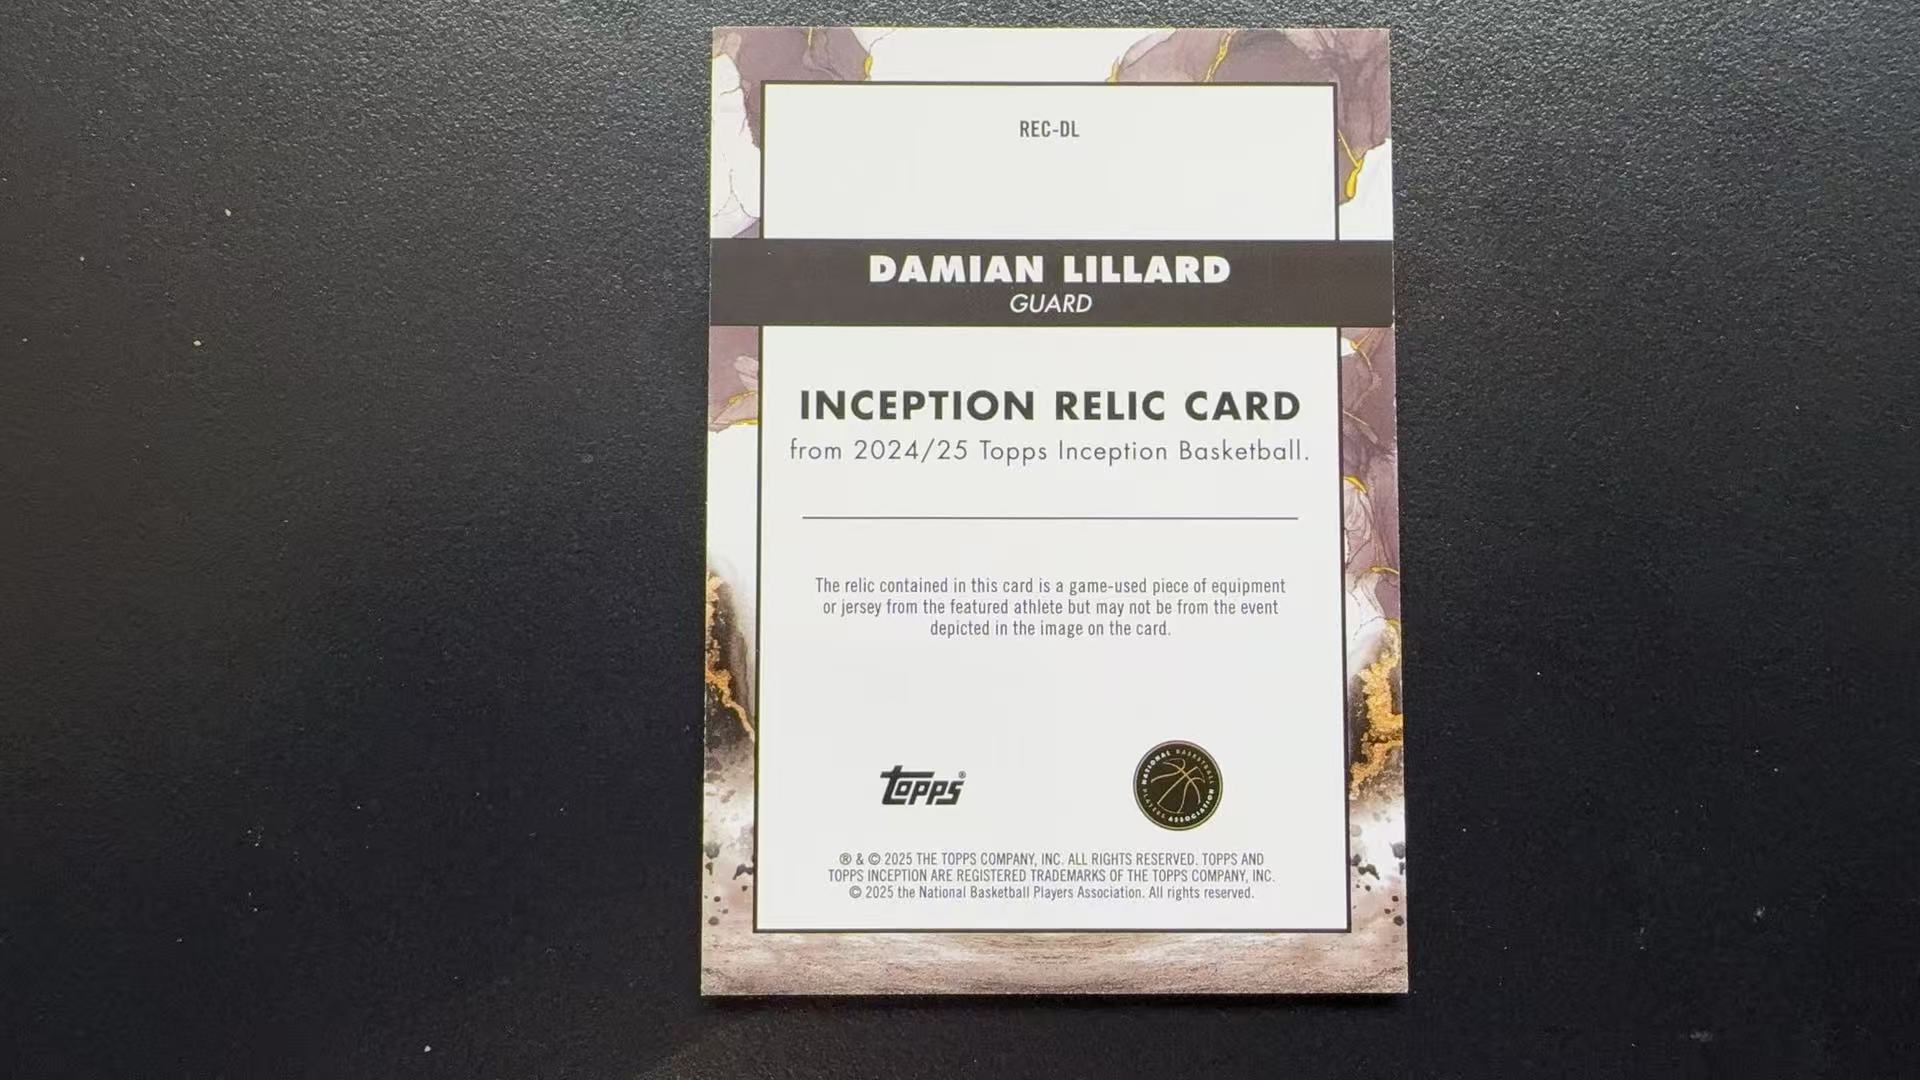 REC-DL
DAMIAN LILLARD
GUARD
INCEPTION RELIC CARD
from 2024/25 Topps Inception Basketball.
The relic contained in this card is a game-used piece of equipment
or jersey from the featured athlete but may not be from the event
depicted in the image on the card.
topps®
NATIONAL BASKETBALL
PLAYERS ASSOCIATION
® & © 2025 THE TOPPS COMPANY, INC. ALL RIGHTS RESERVED. TOPPS AND
TOPPS INCEPTION ARE REGISTERED TRADEMARKS OF THE TOPPS COMPANY, INC.
© 2025 the National Basketball Players Association. All rights reserved.